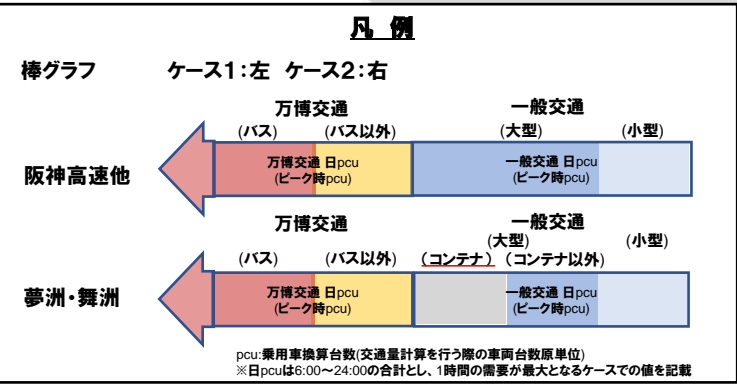 凡 例
棒グラフ ケース1:左 ケース2:右
万博交通 一般交通
(バス) (バス以外) (大型) (小型)
阪神高速他
万博交通 日pcu 一般交通 日pcu
(ピーク時pcu) (ピーク時pcu)
万博交通 一般交通
(大型)
(バス) (バス以外) (コンテナ) (コンテナ以外) (小型)
夢洲・舞洲
万博交通 日pcu 一般交通 日pcu
(ピーク時pcu) (ピーク時pcu)
pcu:乗用車換算台数(交通量計算を行う際の車両台数原単位)
※日pcuは6:00～24:00の合計とし、1時間の需要が最大となるケースでの値を記載